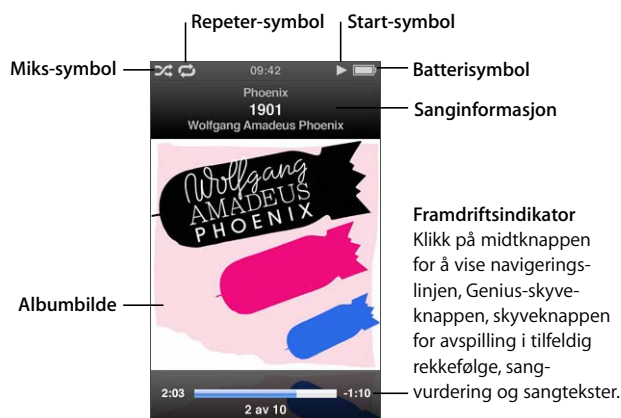 Repeter-symbol
Start-symbol
Miks-symbol
09:42
Batterisymbol
Phoenix
1901
Wolfgang Amadeus Phoenix
Sanginformasjon
Wolfgang
AMADEUS
PHOENIX
Framdriftsindikator
Klikk på midtknappen
for å vise navigerings-
linjen, Genius-skyve-
knappen, skyveknappen
for avspilling i tilfeldig
rekkefølge, sang-
vurdering og sangtekster.
Albumbilde
2:03
-1:10
2 av 10